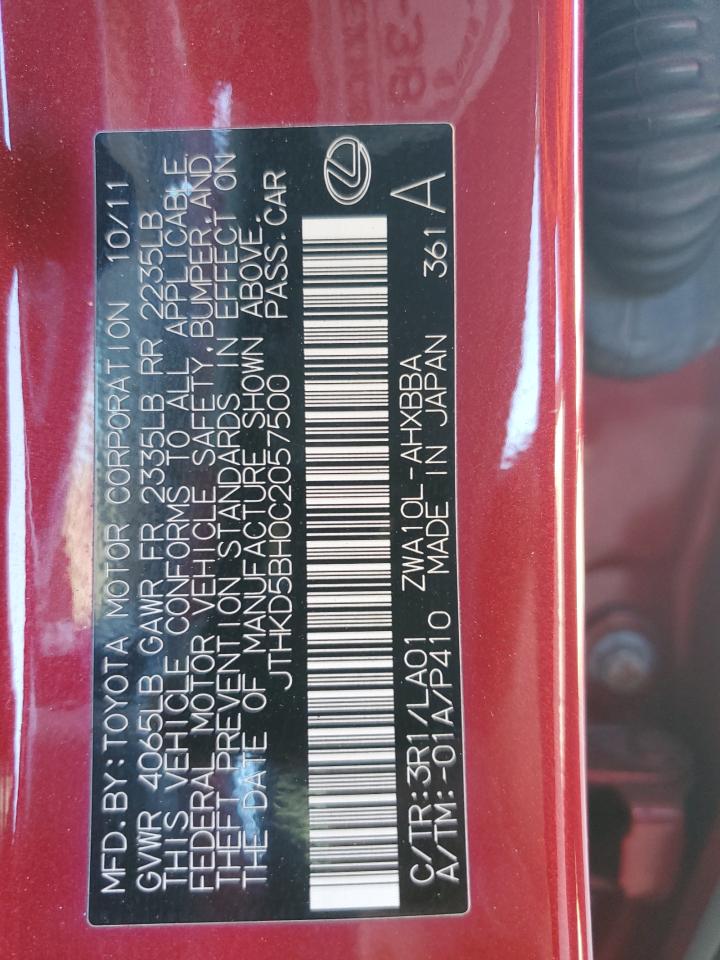 MFD.BY:TOYOTA MOTOR CORPORATION 10/11
GVWR 4065LB GAWR FR 2335LB RR 2235LB
THIS VEHICLE CONFORMS TO ALL APPLICABLE
FEDERAL MOTOR VEHICLE SAFETY, BUMPER, AND
THEFT PREVENTION STANDARDS IN EFFECT ON
THE DATE OF MANUFACTURE SHOWN ABOVE.
JTHKD5BH0C2057500 PASS.CAR
C/TR:3R1/LA01 ZWA10L-AHXBBA 361 A
A/TM:-01A/P410 MADE IN JAPAN